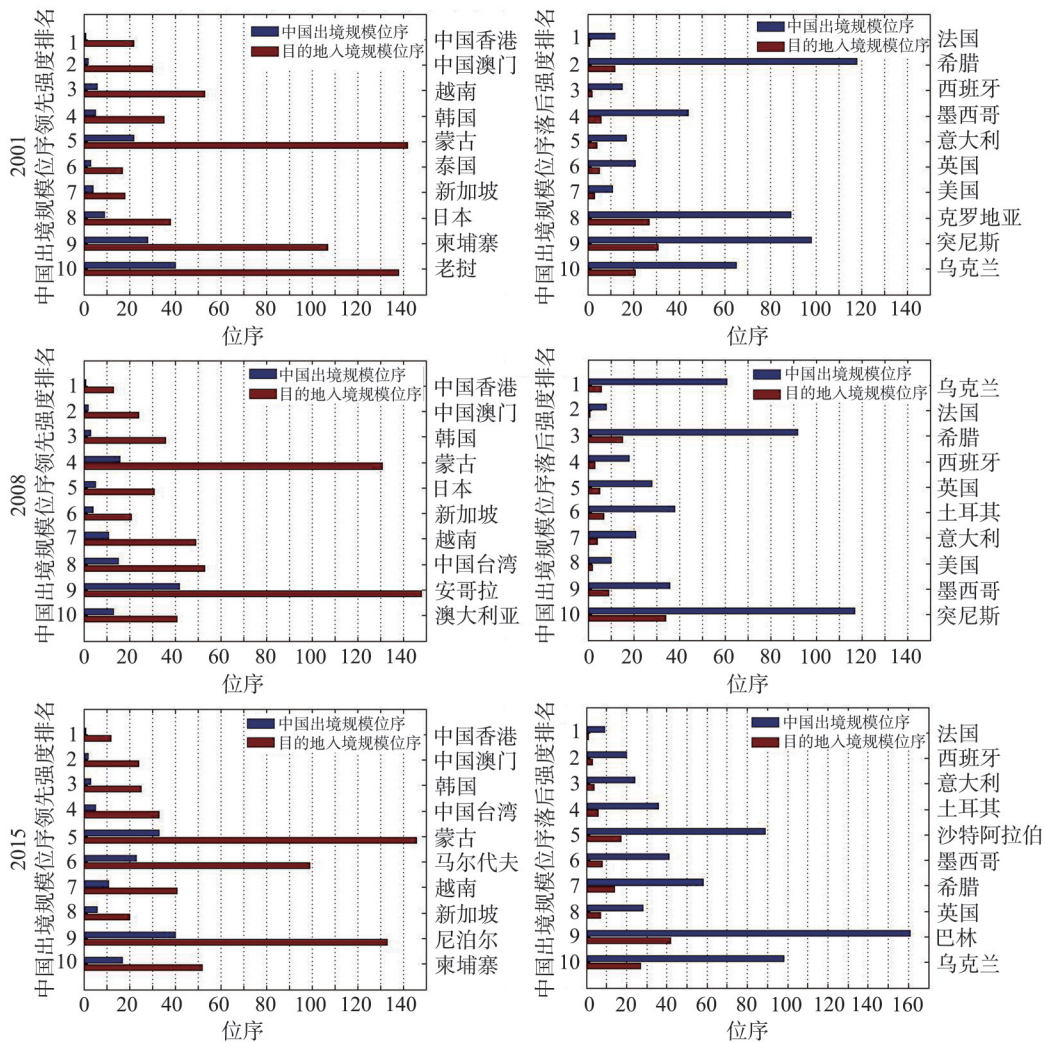 2001
中国出境规模位序领先强度排名
中国出境规模位序
目的地入境规模位序
1 中国香港
2 中国澳门
3 越南
4 韩国
5 蒙古
6 泰国
7 新加坡
8 日本
9 柬埔寨
10 老挝
0 20 40 60 80 100 120 140
位序
中国出境规模位序落后强度排名
中国出境规模位序
目的地入境规模位序
1 法国
2 希腊
3 西班牙
4 墨西哥
5 意大利
6 英国
7 美国
8 克罗地亚
9 突尼斯
10 乌克兰
0 20 40 60 80 100 120 140
位序
2008
中国出境规模位序领先强度排名
中国出境规模位序
目的地入境规模位序
1 中国香港
2 中国澳门
3 韩国
4 蒙古
5 日本
6 新加坡
7 越南
8 中国台湾
9 安哥拉
10 澳大利亚
0 20 40 60 80 100 120 140
位序
中国出境规模位序落后强度排名
中国出境规模位序
目的地入境规模位序
1 乌克兰
2 法国
3 希腊
4 西班牙
5 英国
6 土耳其
7 意大利
8 美国
9 墨西哥
10 突尼斯
0 20 40 60 80 100 120 140
位序
2015
中国出境规模位序领先强度排名
中国出境规模位序
目的地入境规模位序
1 中国香港
2 中国澳门
3 韩国
4 中国台湾
5 蒙古
6 马尔代夫
7 越南
8 新加坡
9 尼泊尔
10 柬埔寨
0 20 40 60 80 100 120 140
位序
中国出境规模位序落后强度排名
中国出境规模位序
目的地入境规模位序
1 法国
2 西班牙
3 意大利
4 土耳其
5 沙特阿拉伯
6 墨西哥
7 希腊
8 英国
9 巴林
10 乌克兰
0 20 40 60 80 100 120 140 160
位序